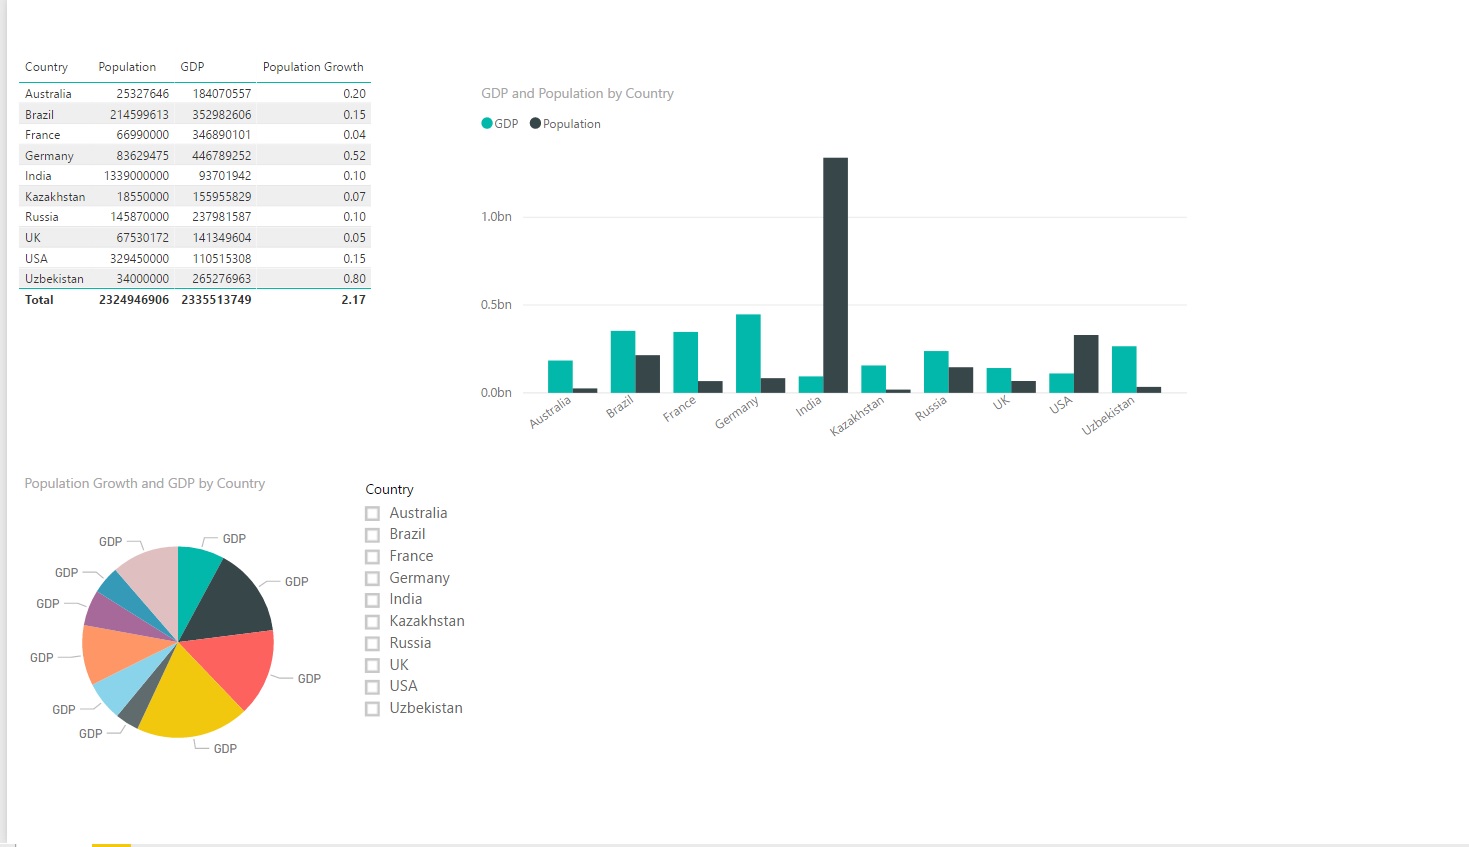 Country Population GDP Population Growth
Australia 25327646 184070557 0.20
Brazil 214599613 352982606 0.15
France 66990000 346890101 0.04
Germany 83629475 446789252 0.52
India 1339000000 93701942 0.10
Kazakhstan 18550000 155955829 0.07
Russia 145870000 237981587 0.10
UK 67530172 141349604 0.05
USA 329450000 110515308 0.15
Uzbekistan 34000000 265276963 0.80
Total 2324946906 2335513749 2.17
GDP and Population by Country
GDP Population
1.0bn
0.5bn
0.0bn
Australia
Brazil
France
Germany
India
Kazakhstan
Russia
UK
USA
Uzbekistan
Population Growth and GDP by Country
GDP
GDP
GDP
GDP
GDP
GDP
GDP
GDP
GDP
GDP
Country
Australia
Brazil
France
Germany
India
Kazakhstan
Russia
UK
USA
Uzbekistan